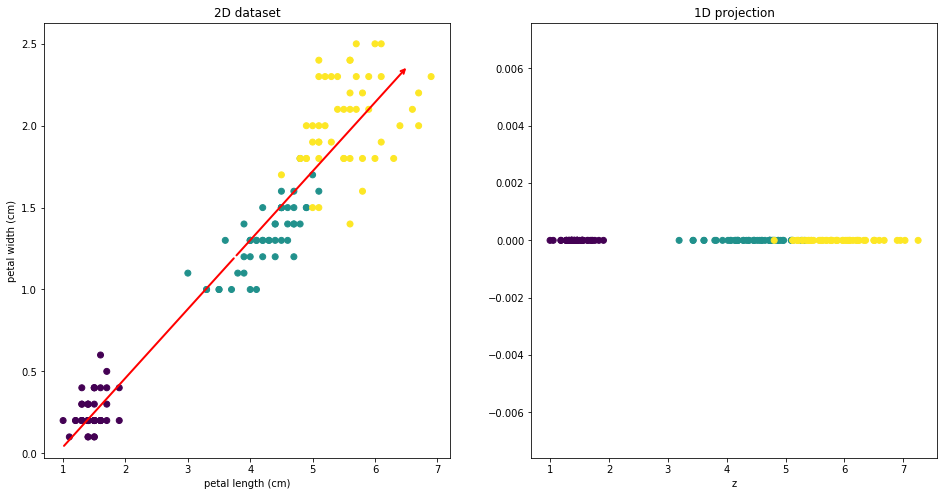 2D dataset
2.5
2.0
1.5
1.0
0.5
0.0
petal width (cm)
1 2 3 4 5 6 7
petal length (cm)
1D projection
0.006
0.004
0.002
0.000
−0.002
−0.004
−0.006
1 2 3 4 5 6 7
z